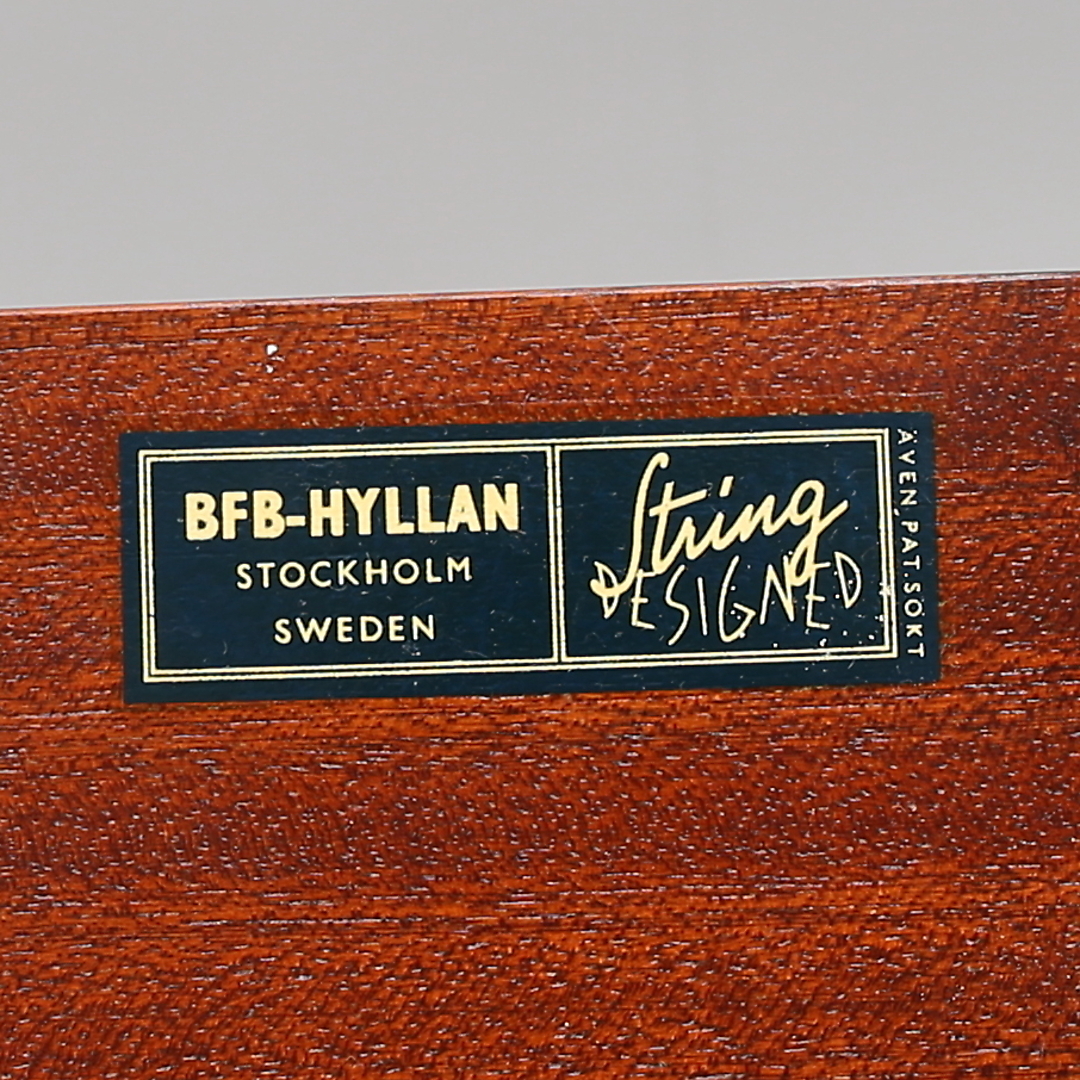 BFB-HYLLAN
STOCKHOLM
SWEDEN
String
DESIGNED
ÄVEN PAT. SÖKT